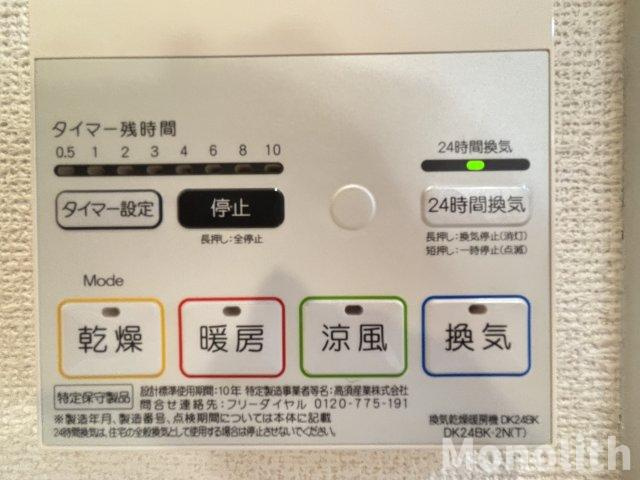 タイマー残時間
24時間換気
0.5 1 2 3 4 6 8 10
タイマー設定
停止
24時間換気
長押し:全停止
長押し:換気停止(消灯)
短押し:一時停止(点滅)
Mode
乾燥
暖房
涼風
換気
特定保守製品
設計標準使用期間:10年 特定製造事業者等名:高須産業株式会社
問合せ連絡先:フリーダイヤル 0120-775-191
※製造年月、製造番号、点検期間については本体に記載
24時間換気は、住宅の全般換気として使用する場合は停止させないでください。
換気乾燥暖房機 DK24BK
DK24BK-2N(T)
Monolith